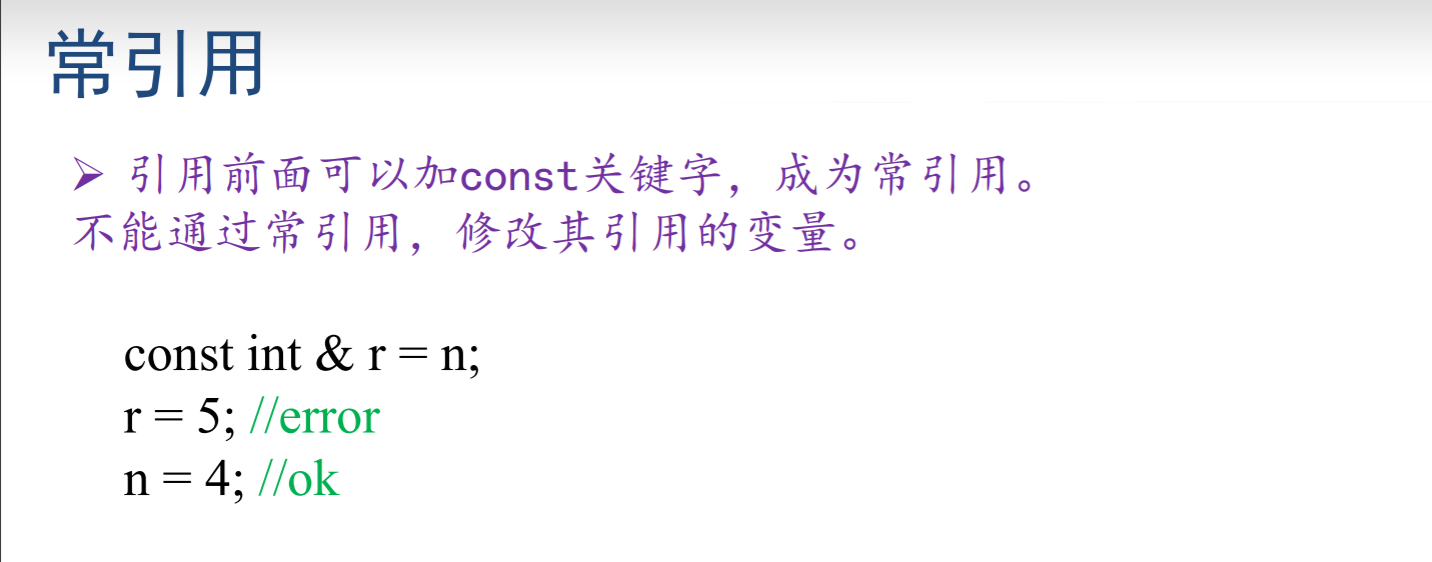 常引用
➢ 引用前面可以加const关键字，成为常引用。
不能通过常引用，修改其引用的变量。
const int & r = n;
r = 5; //error
n = 4; //ok